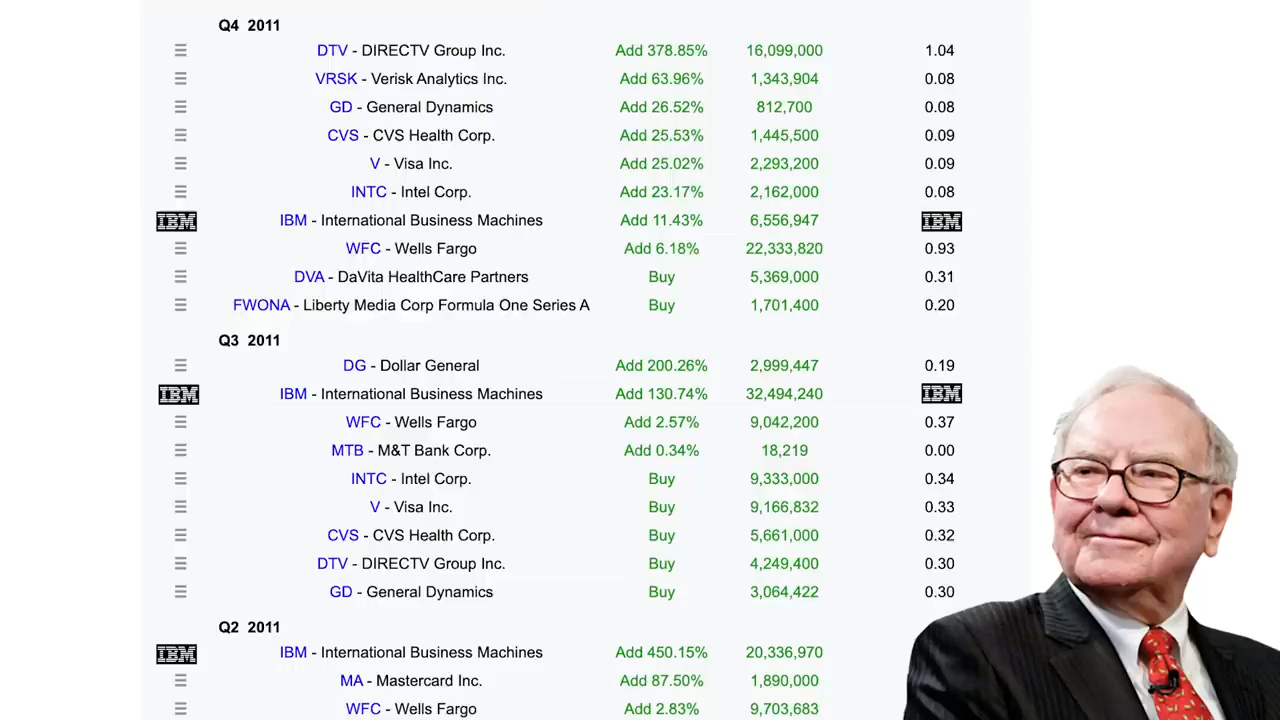 Q4 2011
DTV - DIRECTV Group Inc. Add 378.85% 16,099,000 1.04
VRSK - Verisk Analytics Inc. Add 63.96% 1,343,904 0.08
GD - General Dynamics Add 26.52% 812,700 0.08
CVS - CVS Health Corp. Add 25.53% 1,445,500 0.09
V - Visa Inc. Add 25.02% 2,293,200 0.09
INTC - Intel Corp. Add 23.17% 2,162,000 0.08
IBM IBM - International Business Machines Add 11.43% 6,556,947 IBM
WFC - Wells Fargo Add 6.18% 22,333,820 0.93
DVA - DaVita HealthCare Partners Buy 5,369,000 0.31
FWONA - Liberty Media Corp Formula One Series A Buy 1,701,400 0.20
Q3 2011
DG - Dollar General Add 200.26% 2,999,447 0.19
IBM IBM - International Business Machines Add 130.74% 32,494,240 IBM
WFC - Wells Fargo Add 2.57% 9,042,200 0.37
MTB - M&T Bank Corp. Add 0.34% 18,219 0.00
INTC - Intel Corp. Buy 9,333,000 0.34
V - Visa Inc. Buy 9,166,832 0.33
CVS - CVS Health Corp. Buy 5,661,000 0.32
DTV - DIRECTV Group Inc. Buy 4,249,400 0.30
GD - General Dynamics Buy 3,064,422 0.30
Q2 2011
IBM IBM - International Business Machines Add 450.15% 20,336,970
MA - Mastercard Inc. Add 87.50% 1,890,000
WFC - Wells Fargo Add 2.83% 9,703,683